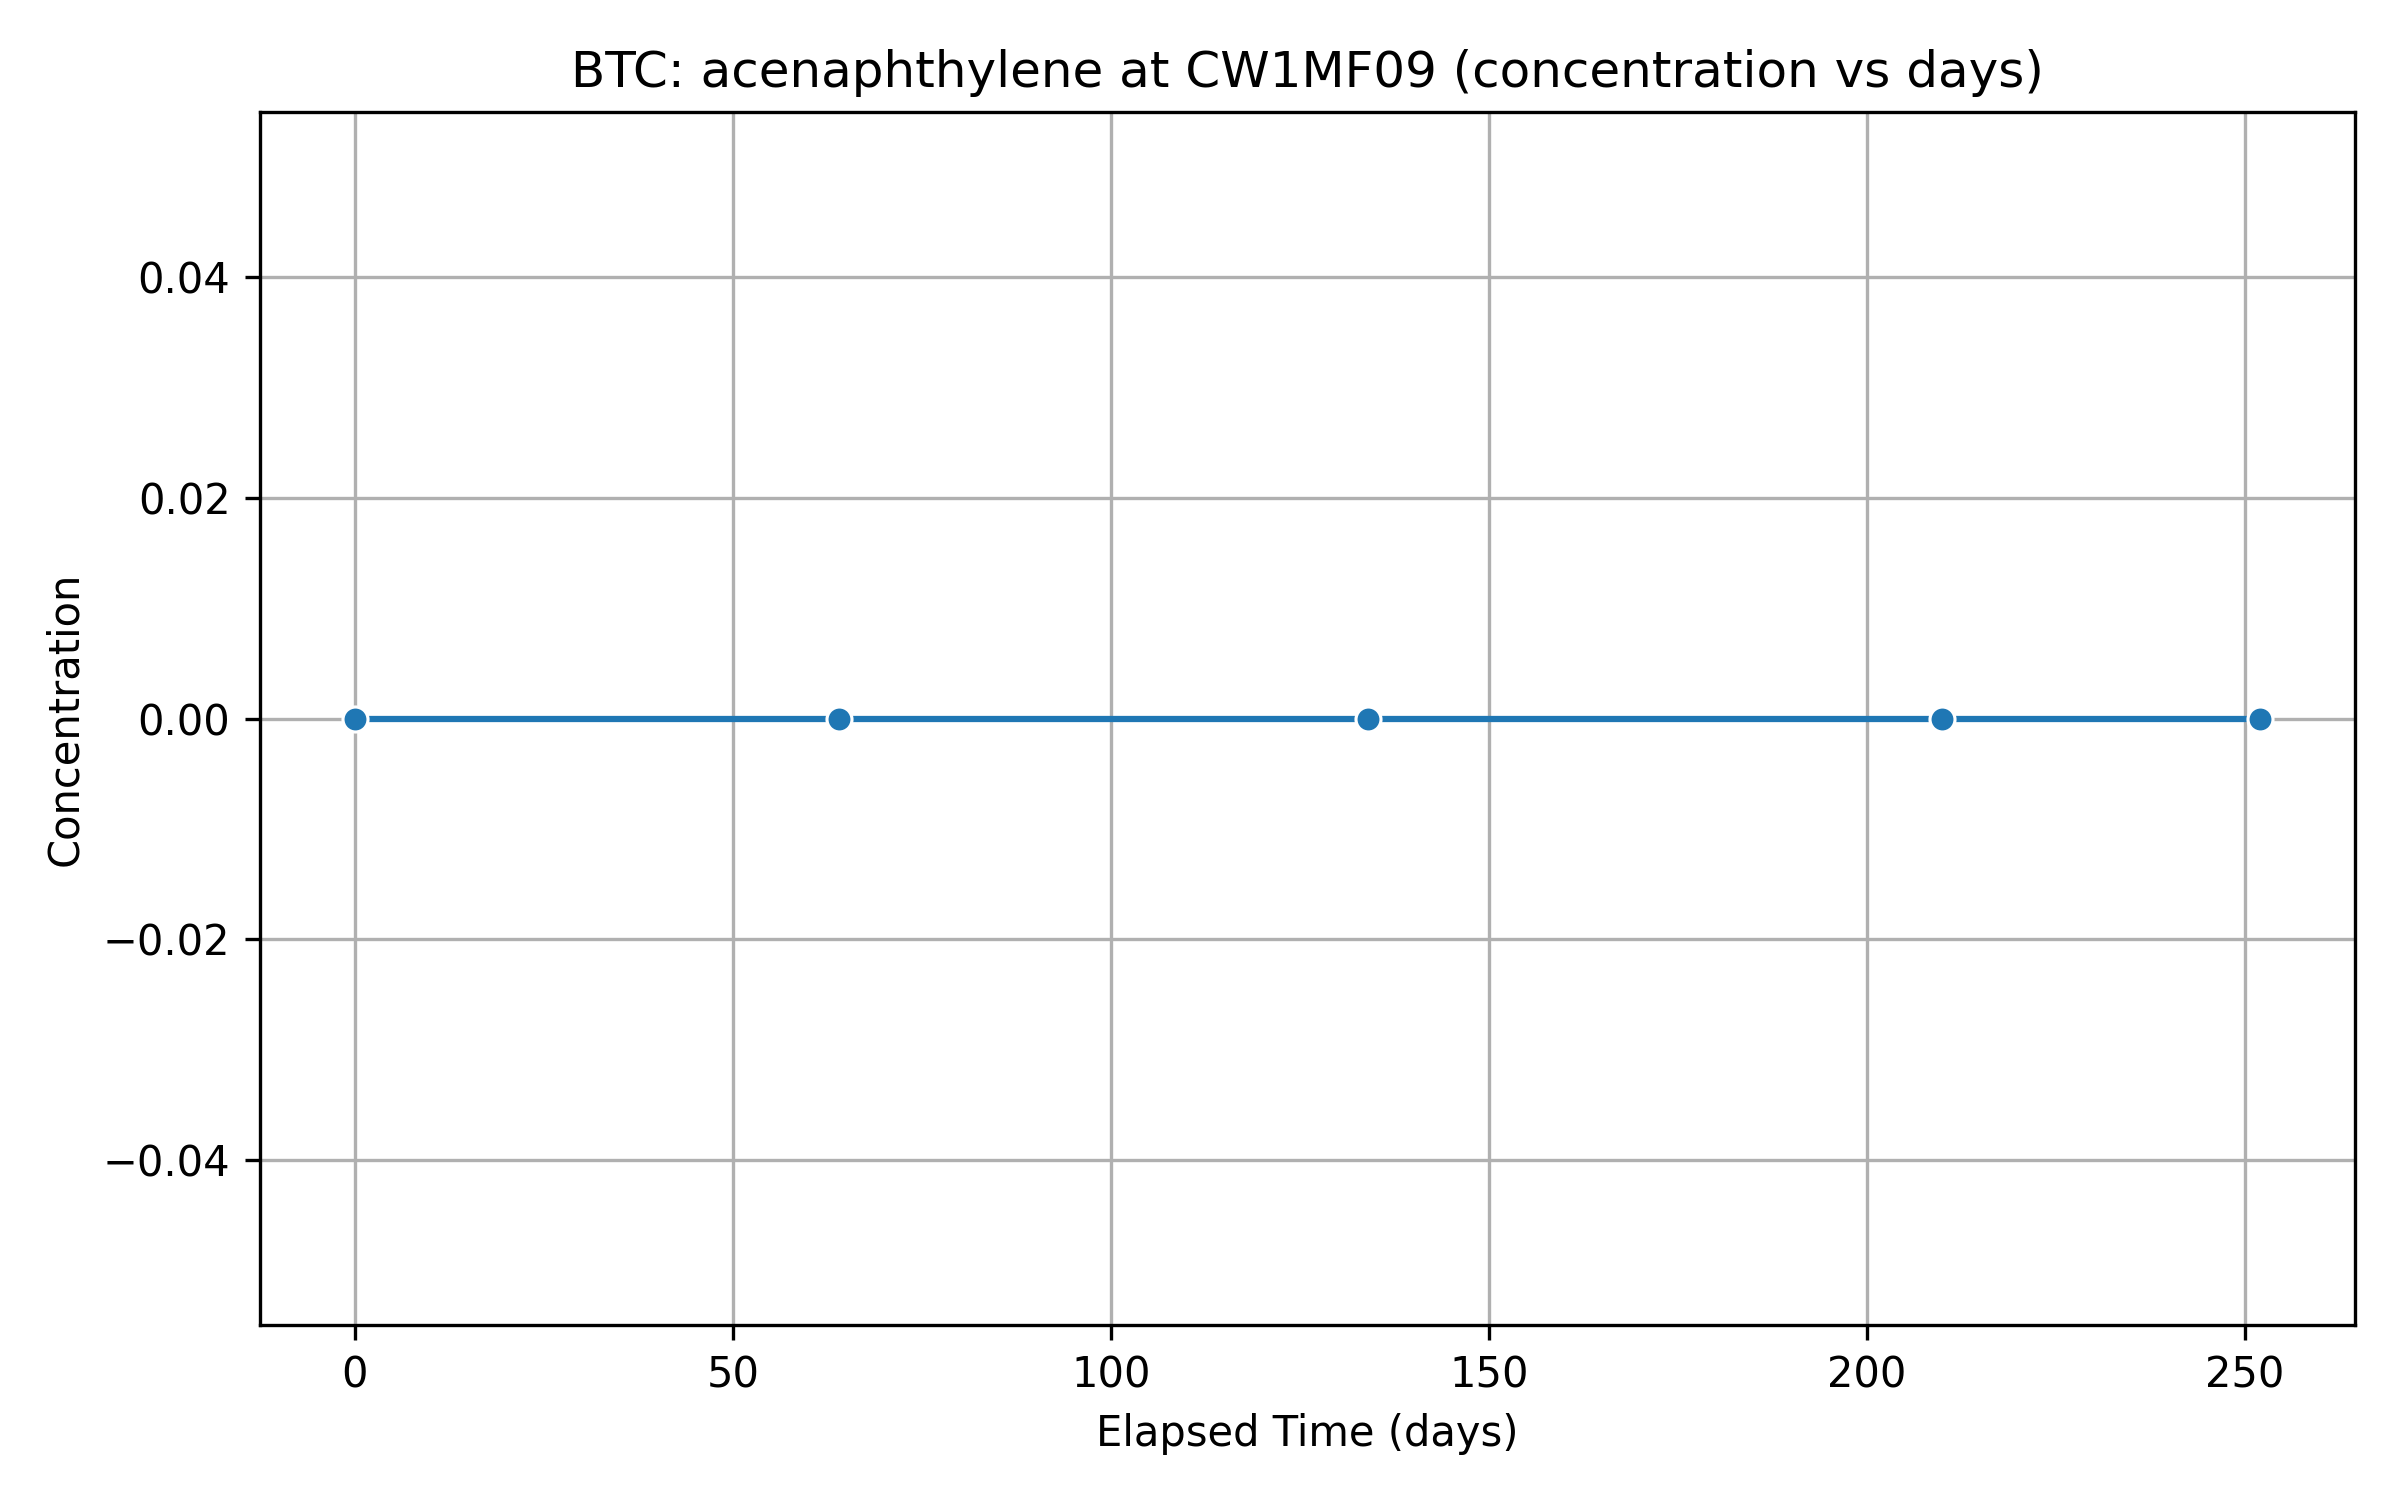 BTC: acenaphthylene at CW1MF09 (concentration vs days)
0.04
0.02
0.00
−0.02
−0.04
Concentration
0 50 100 150 200 250
Elapsed Time (days)